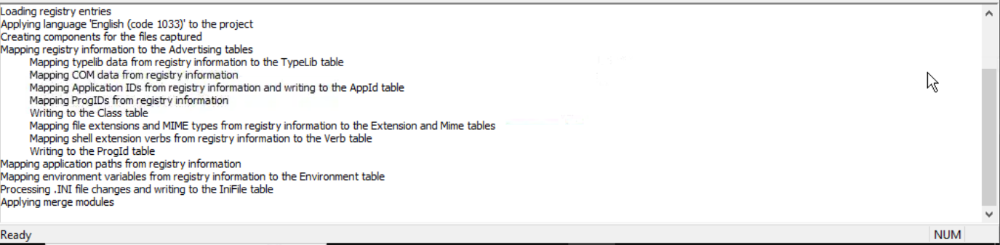 Loading registry entries
Applying language 'English (code 1033)' to the project
Creating components for the files captured
Mapping registry information to the Advertising tables
Mapping typelib data from registry information to the TypeLib table
Mapping COM data from registry information
Mapping Application IDs from registry information and writing to the AppId table
Mapping ProgIDs from registry information
Writing to the Class table
Mapping file extensions and MIME types from registry information to the Extension and Mime tables
Mapping shell extension verbs from registry information to the Verb table
Writing to the ProgId table
Mapping application paths from registry information
Mapping environment variables from registry information to the Environment table
Processing .INI file changes and writing to the IniFile table
Applying merge modules
Ready NUM